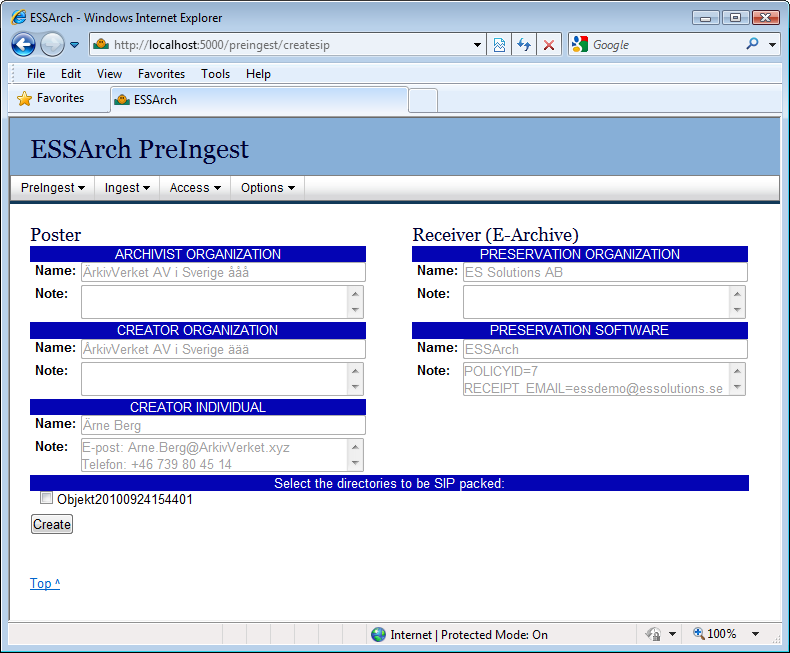 ESSArch - Windows Internet Explorer
http://localhost:5000/preingest/createsip
Google
File Edit View Favorites Tools Help
Favorites
ESSArch
ESSArch PreIngest
PreIngest Ingest Access Options
Poster
ARCHIVIST ORGANIZATION
Name: ÄrkivVerket AV i Sverige ååå
Note:
CREATOR ORGANIZATION
Name: ÅrkivVerket AV i Sverige äää
Note:
CREATOR INDIVIDUAL
Name: Ärne Berg
Note: E-post: Arne.Berg@ArkivVerket.xyz
Telefon: +46 739 80 45 14
Receiver (E-Archive)
PRESERVATION ORGANIZATION
Name: ES Solutions AB
Note:
PRESERVATION SOFTWARE
Name: ESSArch
Note: POLICYID=7
RECEIPT_EMAIL=essdemo@essolutions.se
Select the directories to be SIP packed:
Objekt20100924154401
Create
Top ^
Internet | Protected Mode: On
100%